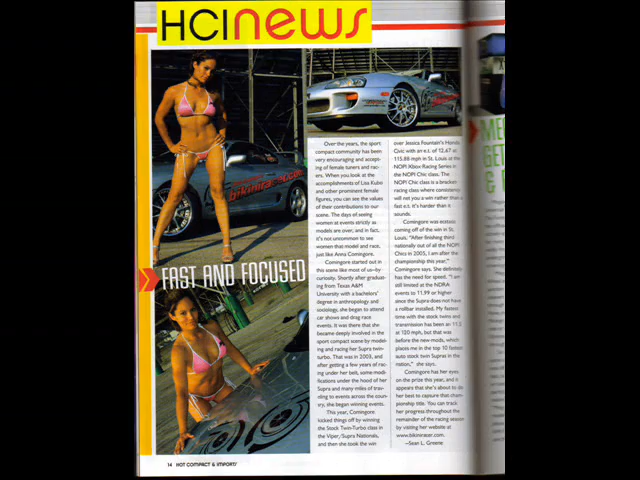 HCI news
bikiniracer.com
FAST AND FOCUSED
Over the years, the sport
compact community has been
very encouraging and accept-
ing of female tuners and rac-
ers. When you look at the
accomplishments of Lisa Kubo
and other prominent female
figures, you can see the values
of their contributions to our
scene. The days of seeing
women at events strictly as
models are over, and in fact,
it's not uncommon to see
women that model and race,
just like Anna Comingore.
Comingore started out in
this scene like most of us—by
curiosity. Shortly after graduat-
ing from Texas A&M
University with a bachelors'
degree in anthropology and
sociology, she began to attend
car shows and drag race
events. It was there that she
became deeply involved in the
sport compact scene by model-
ing and racing her Supra twin-
turbo. That was in 2003, and
after getting a few years of rac-
ing under her belt, some modi-
fications under the hood of her
Supra and many miles of trav-
eling to events across the coun-
try, she began winning events.
This year, Comingore
kicked things off by winning
the Stock Twin-Turbo class in
the Viper/Supra Nationals,
and then she took the win
over Jessica Fountain's Honda
Civic with an e.t. of 12.67 at
115.88 mph in St. Louis at the
NOPI Xbox Racing Series in
the NOPI Chic class. The
NOPI Chic class is a bracket-
racing class where consistency
will not you a win rather than a
fast e.t. it's harder than it
sounds.
Comingore was ecstatic
coming off of the win in St.
Louis. "After finishing third
nationally out of all the NOPI
Chics in 2005, I am after the
championship this year,"
Comingore says. She definitely
has the need for speed. "I am
still limited at the NDRA
events to 11.99 or higher
since the Supra does not have
a rollbar installed. My fastest
time with the stock twins and
transmission has been an 11.5
at 120 mph, but that was
before the new mods, which
places me in the top 10 fastest
auto stock twin Supras in the
nation," she says.
Comingore has her eyes
on the prize this year, and it
appears that she's about to do
her best to capture that cham-
pionship title. You can track
her progress throughout the
remainder of the racing season
by visiting her website at
www.bikiniracer.com.
—Sean L. Greene
ME
GET
&
14 HOT COMPACT & IMPORTS